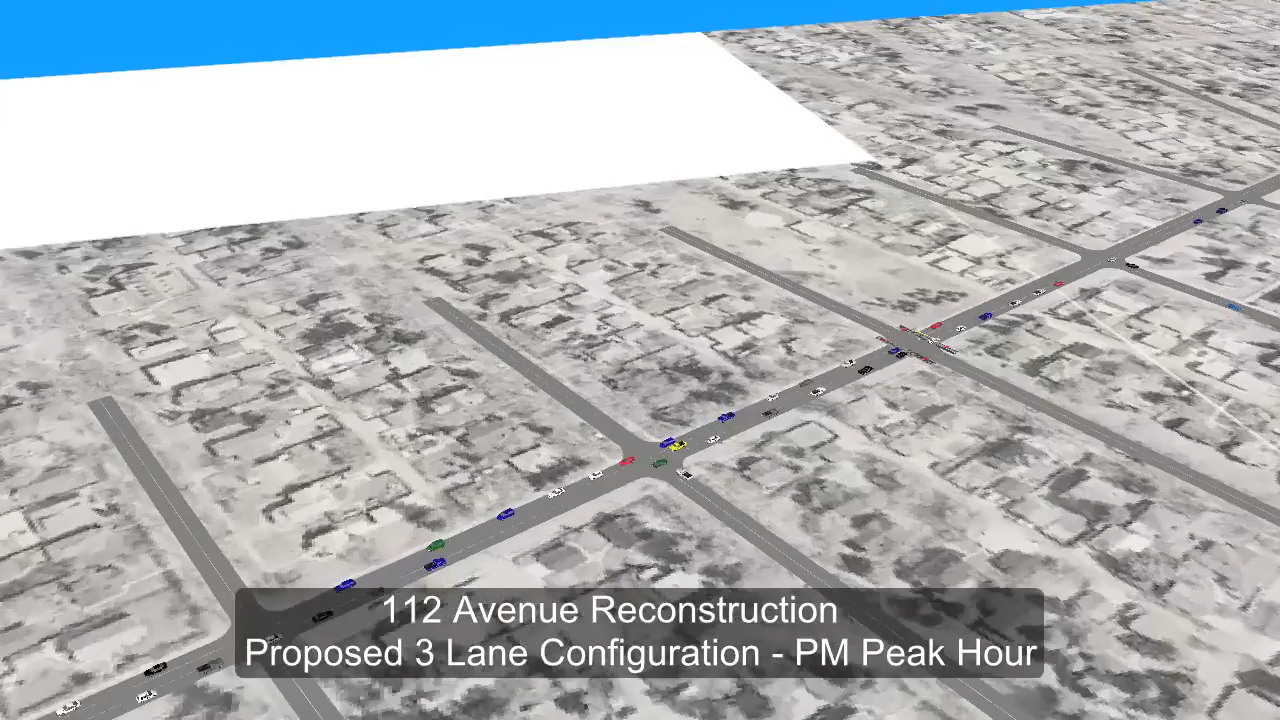 112 Avenue Reconstruction
Proposed 3 Lane Configuration - PM Peak Hour